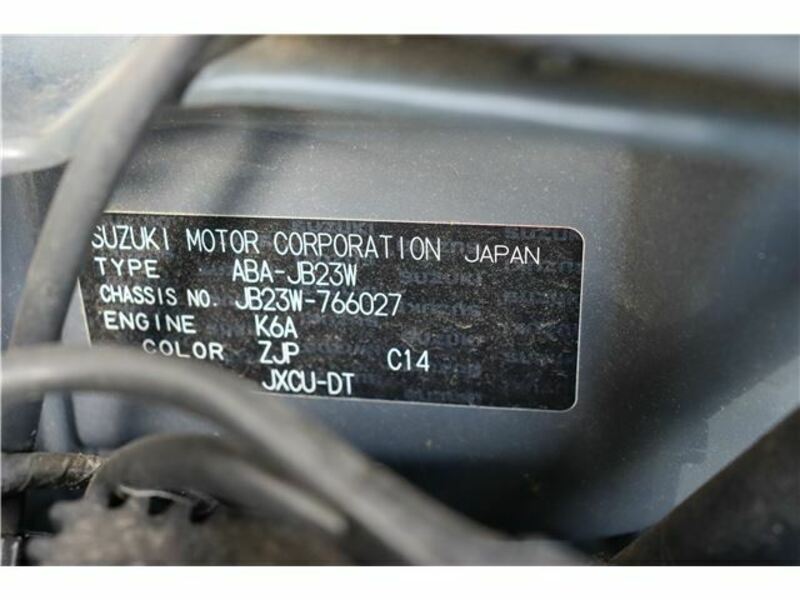 SUZUKI MOTOR CORPORATION JAPAN
TYPE ABA-JB23W
CHASSIS NO. JB23W-766027
ENGINE K6A
COLOR ZJP C14
JXCU-DT